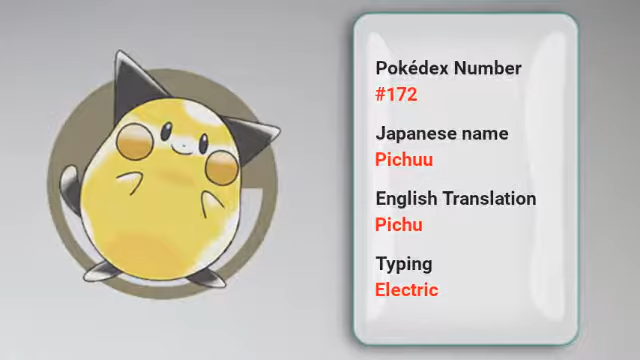 Pokédex Number
#172
Japanese name
Pichuu
English Translation
Pichu
Typing
Electric